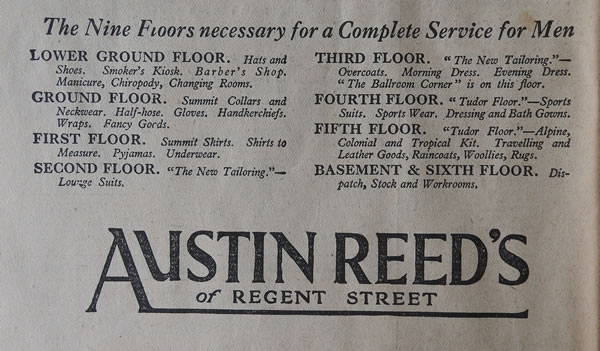 The Nine Floors necessary for a Complete Service for Men
LOWER GROUND FLOOR. Hats and
Shoes. Smoker's Kiosk. Barber's Shop.
Manicure, Chiropody, Changing Rooms.
GROUND FLOOR. Summit Collars and
Neckwear. Half-hose. Gloves. Handkerchiefs.
Wraps. Fancy Goods.
FIRST FLOOR. Summit Shirts. Shirts to
Measure. Pyjamas. Underwear.
SECOND FLOOR. "The New Tailoring."—
Lounge Suits.
THIRD FLOOR. "The New Tailoring."—
Overcoats. Morning Dress. Evening Dress.
"The Ballroom Corner" is on this floor.
FOURTH FLOOR. "Tudor Floor."—Sports
Suits. Sports Wear. Dressing and Bath Gowns.
FIFTH FLOOR. "Tudor Floor."—Alpine,
Colonial and Tropical Kit. Travelling and
Leather Goods, Raincoats, Woollies, Rugs.
BASEMENT & SIXTH FLOOR. Dis-
patch, Stock and Workrooms.
AUSTIN REED'S
of REGENT STREET